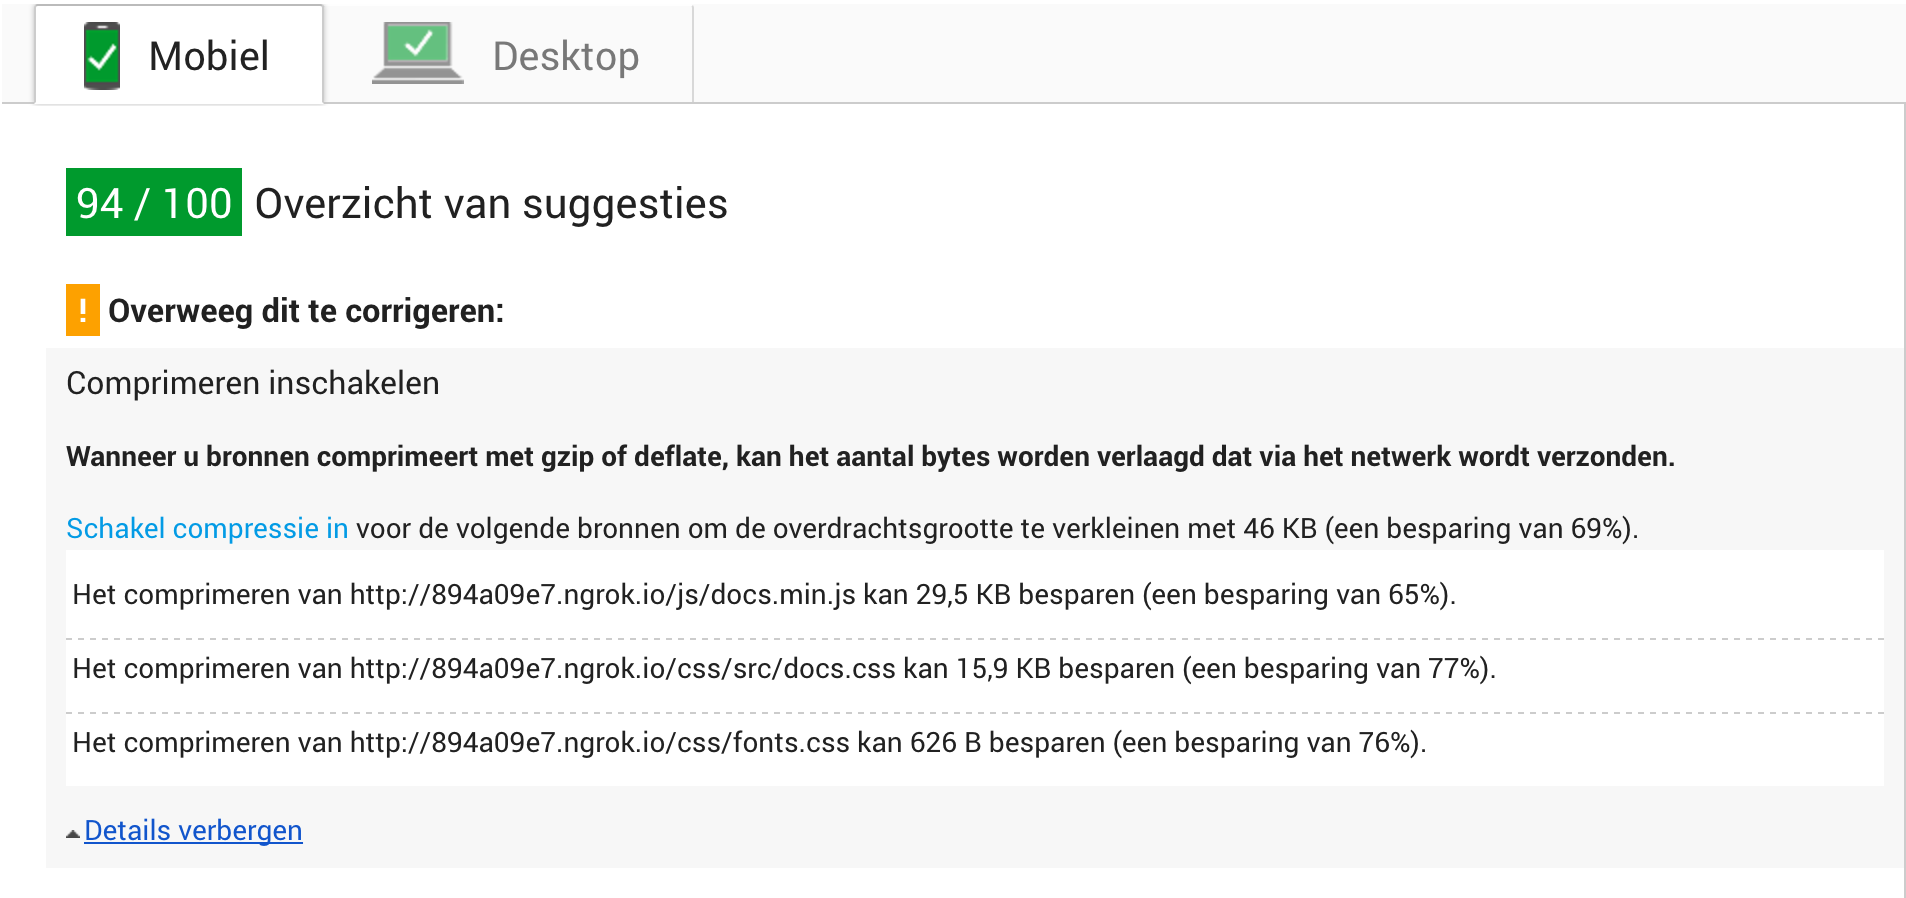 Mobiel
Desktop
94 / 100 Overzicht van suggesties
! Overweeg dit te corrigeren:
Comprimeren inschakelen
Wanneer u bronnen comprimeert met gzip of deflate, kan het aantal bytes worden verlaagd dat via het netwerk wordt verzonden.
Schakel compressie in voor de volgende bronnen om de overdrachtsgrootte te verkleinen met 46 KB (een besparing van 69%).
Het comprimeren van http://894a09e7.ngrok.io/js/docs.min.js kan 29,5 KB besparen (een besparing van 65%).
Het comprimeren van http://894a09e7.ngrok.io/css/src/docs.css kan 15,9 KB besparen (een besparing van 77%).
Het comprimeren van http://894a09e7.ngrok.io/css/fonts.css kan 626 B besparen (een besparing van 76%).
Details verbergen